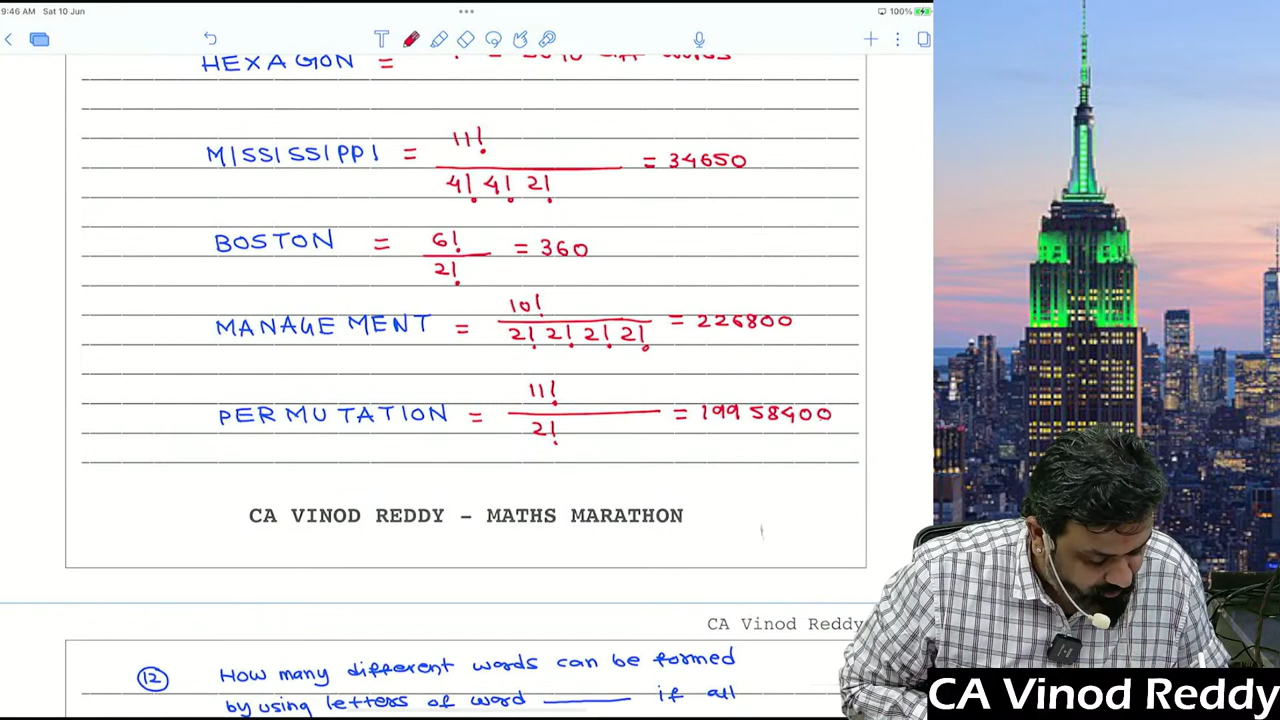 9:46 AM Sat 10 Jun
100%
HEXAGON =
MISSISSIPPI = 11! / 4! 4! 2! = 34650
BOSTON = 6! / 2! = 360
MANAGEMENT = 10! / 2! 2! 2! 2! = 226800
PERMUTATION = 11! / 2! = 19958400
CA VINOD REDDY - MATHS MARATHON
CA Vinod Reddy
12 How many different words can be formed
by using letters of word _____ if all
CA Vinod Reddy